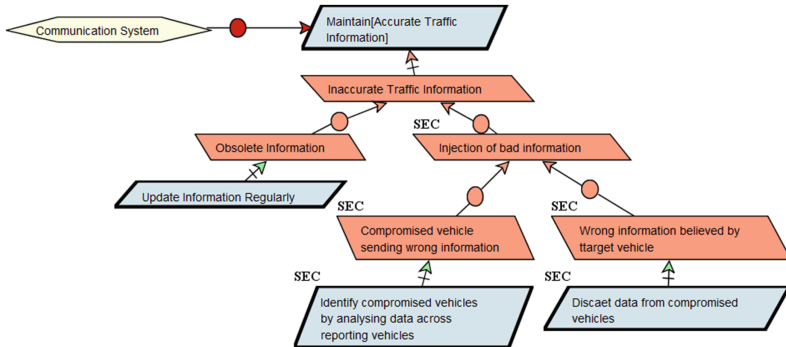 Communication System
Maintain[Accurate Traffic
Information]
Inaccurate Traffic Information
SEC
Obsolete Information
Injection of bad information
Update Information Regularly
SEC
Compromised vehicle
sending wrong information
SEC
Wrong information believed by
ttarget vehicle
SEC
Identify compromised vehicles
by analysing data across
reporting vehicles
SEC
Discaet data from compromised
vehicles